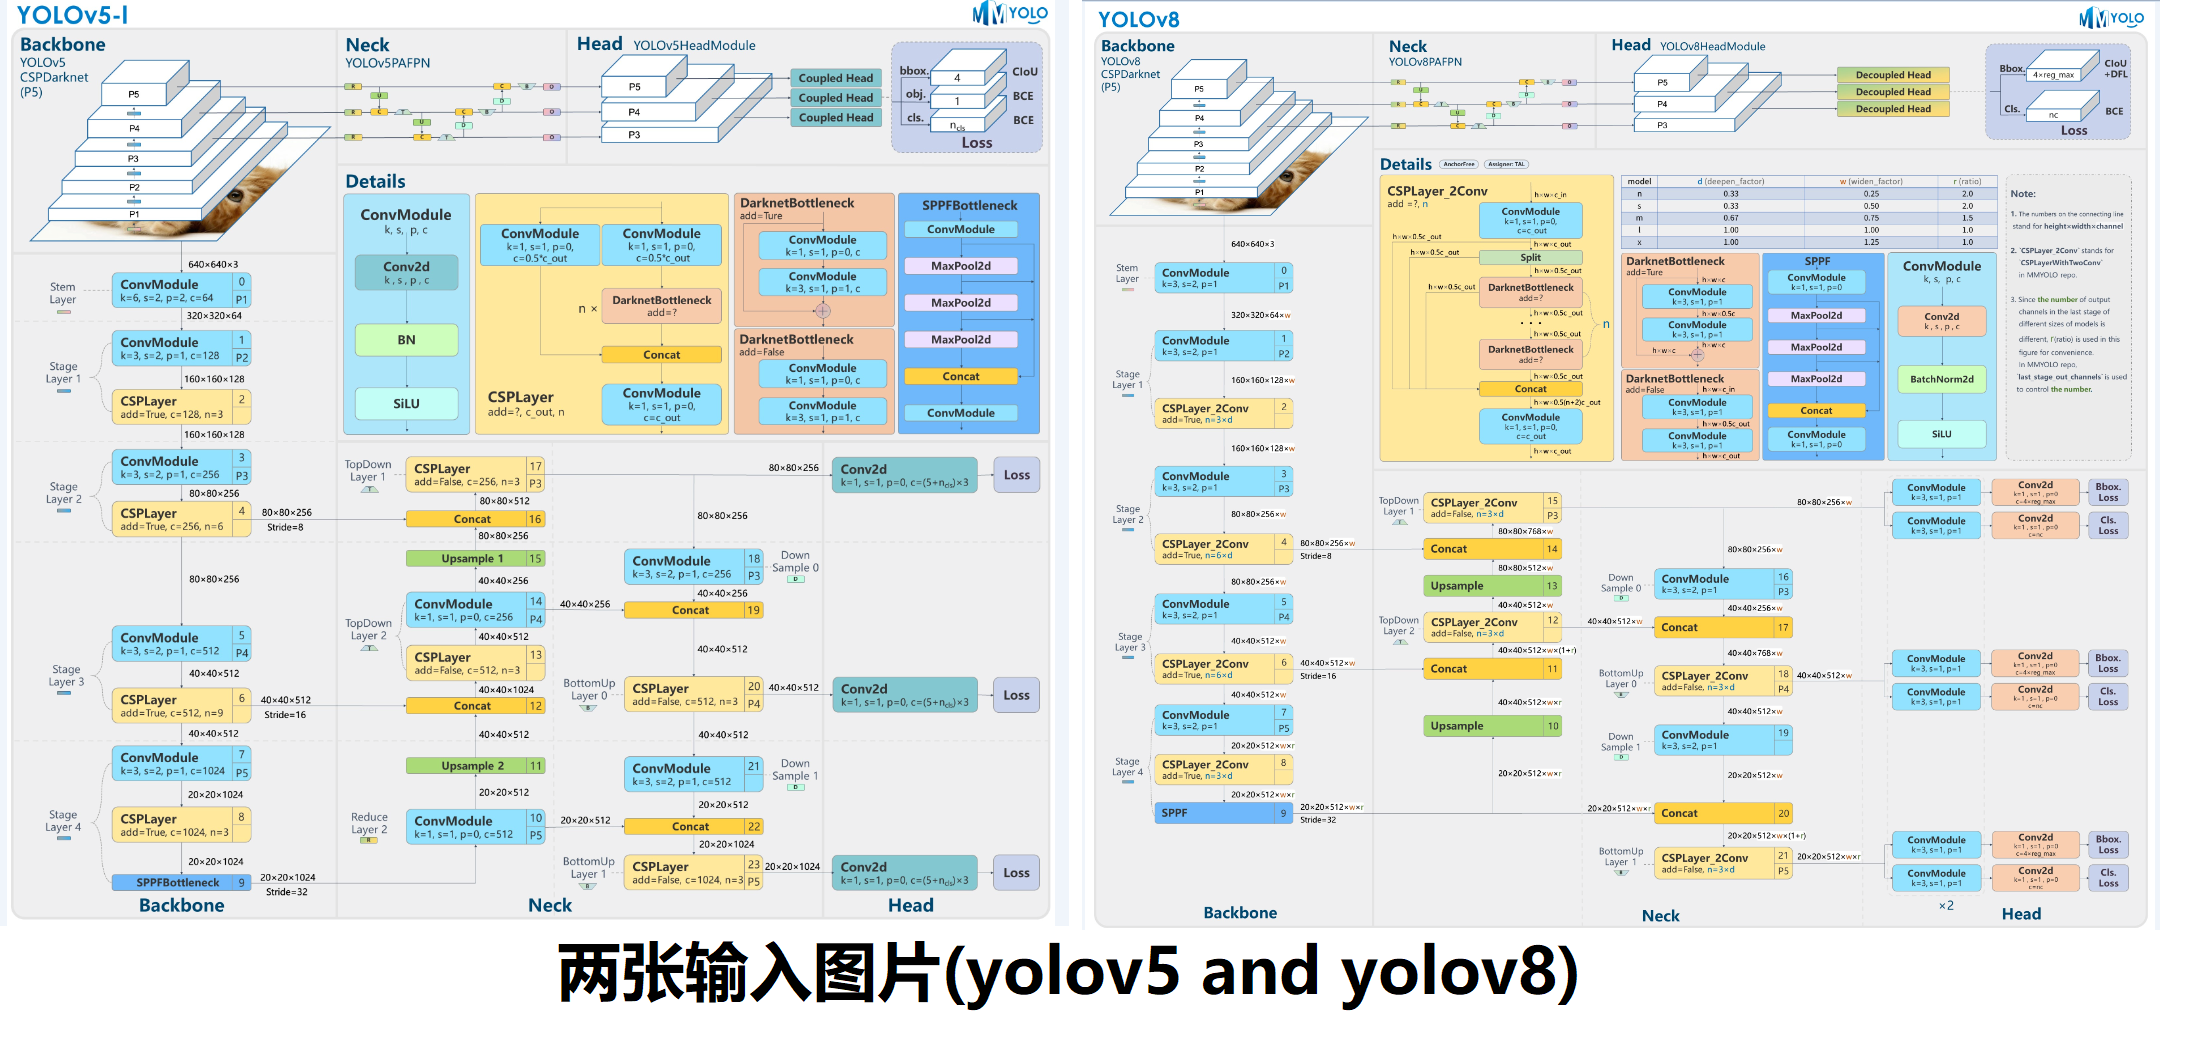 YOLOv5-l
MMYOLO
Backbone
YOLOv5
CSPDarknet
(P5)
P5
P4
P3
P2
P1
Neck
YOLOv5PAFPN
R
U
C
T
C
B
O
D
R
C
T
C
B
O
U
D
R
C
T
O
Head YOLOv5HeadModule
P5
P4
P3
Coupled Head
Coupled Head
Coupled Head
bbox.
4
CIoU
obj.
1
BCE
cls.
ncls
BCE
Loss
Details
ConvModule
k, s, p, c
Conv2d
k , s , p , c
BN
SiLU
ConvModule
k=1, s=1, p=0,
c=0.5*c_out
ConvModule
k=1, s=1, p=0,
c=0.5*c_out
n ×
DarknetBottleneck
add=?
Concat
CSPLayer
add=?, c_out, n
ConvModule
k=1, s=1, p=0,
c=c_out
DarknetBottleneck
add=Ture
ConvModule
k=1, s=1, p=0, c
ConvModule
k=3, s=1, p=1, c
DarknetBottleneck
add=False
ConvModule
k=1, s=1, p=0, c
ConvModule
k=3, s=1, p=1, c
SPPFBottleneck
ConvModule
MaxPool2d
MaxPool2d
MaxPool2d
Concat
ConvModule
640×640×3
Stem
Layer
ConvModule 0
k=6, s=2, p=2, c=64 P1
320×320×64
Stage
Layer 1
ConvModule 1
k=3, s=2, p=1, c=128 P2
160×160×128
CSPLayer 2
add=True, c=128, n=3
160×160×128
Stage
Layer 2
ConvModule 3
k=3, s=2, p=1, c=256 P3
80×80×256
CSPLayer 4
add=True, c=256, n=6
80×80×256
Stride=8
80×80×256
Stage
Layer 3
ConvModule 5
k=3, s=2, p=1, c=512 P4
40×40×512
CSPLayer 6
add=True, c=512, n=9
40×40×512
Stride=16
40×40×512
Stage
Layer 4
ConvModule 7
k=3, s=2, p=1, c=1024 P5
20×20×1024
CSPLayer 8
add=True, c=1024, n=3
20×20×1024
SPPFBottleneck 9
20×20×1024
Stride=32
Backbone
TopDown
Layer 1
T
CSPLayer 17
add=False, c=256, n=3 P3
80×80×512
Concat 16
80×80×256
Upsample 1 15
40×40×256
TopDown
Layer 2
T
ConvModule 14
k=1, s=1, p=0, c=256 P4
40×40×256
40×40×512
CSPLayer 13
add=False, c=512, n=3
40×40×1024
Concat 12
40×40×512
Upsample 2 11
20×20×512
Reduce
Layer 2
R
ConvModule 10
k=1, s=1, p=0, c=512 P5
20×20×512
80×80×256
80×80×256
ConvModule 18
k=3, s=2, p=1, c=256 P3
Down
Sample 0
D
40×40×256
Concat 19
40×40×512
BottomUp
Layer 0
B
CSPLayer 20
add=False, c=512, n=3 P4
40×40×512
40×40×512
ConvModule 21
k=3, s=2, p=1, c=512
Down
Sample 1
D
20×20×512
Concat 22
20×20×1024
BottomUp
Layer 1
B
CSPLayer 23
add=False, c=1024, n=3 P5
20×20×1024
Neck
Conv2d
k=1, s=1, p=0, c=(5+ncls)×3
Loss
Conv2d
k=1, s=1, p=0, c=(5+ncls)×3
Loss
Conv2d
k=1, s=1, p=0, c=(5+ncls)×3
Loss
Head
YOLOv8
MMYOLO
Backbone
YOLOv8
CSPDarknet
(P5)
P5
P4
P3
P2
P1
Neck
YOLOv8PAFPN
Head YOLOv8HeadModule
P5
P4
P3
Decoupled Head
Decoupled Head
Decoupled Head
Bbox.
4×reg_max
CIoU
+DFL
Cls.
nc
BCE
Loss
Details AnchorFree Assigner: TAL
CSPLayer_2Conv
add =?, n
h×w×c_in
ConvModule
k=1, s=1, p=0,
c=c_out
h×w×0.5c_out
h×w×c_out
h×w×0.5c_out
Split
h×w×0.5c_out
h×w×0.5c_out
DarknetBottleneck
add=?
h×w×0.5c_out
. . .
n
h×w×0.5c_out
DarknetBottleneck
add=?
h×w×0.5c_out
Concat
h×w×0.5(n+2)c_out
ConvModule
k=1, s=1, p=0,
c=c_out
h×w×c_out
model d (deepen_factor) w (widen_factor) r (ratio)
n 0.33 0.25 2.0
s 0.33 0.50 2.0
m 0.67 0.75 1.5
l 1.00 1.00 1.0
x 1.00 1.25 1.0
DarknetBottleneck
add=Ture
h×w×c
ConvModule
k=3, s=1, p=1
h×w×0.5c
ConvModule
k=3, s=1, p=1
h×w×c
h×w×c
DarknetBottleneck
add=False
h×w×c_in
ConvModule
k=3, s=1, p=1
h×w×0.5c_out
ConvModule
k=3, s=1, p=1
h×w×c_out
SPPF
ConvModule
k=1, s=1, p=0
MaxPool2d
MaxPool2d
MaxPool2d
Concat
ConvModule
k=1, s=1, p=0
ConvModule
k, s, p, c
Conv2d
k , s , p , c
BatchNorm2d
SiLU
Note:
1. The numbers on the connecting line
stand for height×width×channel
2. `CSPLayer_2Conv` stands for
`CSPLayerWithTwoConv`
in MMYOLO repo.
3. Since the number of output
channels in the last stage of
different sizes of models is
different, r(ratio) is used in this
figure for convenience.
In MMYOLO repo,
`last_stage_out_channels` is used
to control the number.
640×640×3
Stem
Layer
ConvModule 0
k=3, s=2, p=1 P1
320×320×64×w
Stage
Layer 1
ConvModule 1
k=3, s=2, p=1 P2
160×160×128×w
CSPLayer_2Conv 2
add=True, n=3×d
160×160×128×w
Stage
Layer 2
ConvModule 3
k=3, s=2, p=1 P3
80×80×256×w
CSPLayer_2Conv 4
add=True, n=6×d
80×80×256×w
Stride=8
80×80×256×w
Stage
Layer 3
ConvModule 5
k=3, s=2, p=1 P4
40×40×512×w
CSPLayer_2Conv 6
add=True, n=6×d
40×40×512×w
Stride=16
40×40×512×w
Stage
Layer 4
ConvModule 7
k=3, s=2, p=1 P5
20×20×512×w×r
CSPLayer_2Conv 8
add=True, n=3×d
20×20×512×w×r
SPPF 9
20×20×512×w×r
Stride=32
Backbone
TopDown
Layer 1
T
CSPLayer_2Conv 15
add=False, n=3×d P3
80×80×768×w
Concat 14
80×80×512×w
Upsample 13
40×40×512×w
TopDown
Layer 2
T
CSPLayer_2Conv 12
add=False, n=3×d
40×40×512×w
40×40×512×w×(1+r)
Concat 11
40×40×512×w×r
Upsample 10
20×20×512×w×r
80×80×256×w
80×80×256×w
Down
Sample 0
D
ConvModule 16
k=3, s=2, p=1 P3
40×40×256×w
Concat 17
40×40×768×w
BottomUp
Layer 0
B
CSPLayer_2Conv 18
add=False, n=3×d P4
40×40×512×w
40×40×512×w
Down
Sample 1
D
ConvModule 19
k=3, s=2, p=1
20×20×512×w
20×20×512×w×r
Concat 20
20×20×512×w×(1+r)
BottomUp
Layer 1
B
CSPLayer_2Conv 21
add=False, n=3×d P5
20×20×512×w×r
Neck
ConvModule
k=3, s=1, p=1
Conv2d
k=1, s=1, p=0
c=4×reg_max
Bbox.
Loss
ConvModule
k=3, s=1, p=1
Conv2d
k=1, s=1, p=0
c=nc
Cls.
Loss
ConvModule
k=3, s=1, p=1
Conv2d
k=1, s=1, p=0
c=4×reg_max
Bbox.
Loss
ConvModule
k=3, s=1, p=1
Conv2d
k=1, s=1, p=0
c=nc
Cls.
Loss
ConvModule
k=3, s=1, p=1
Conv2d
k=1, s=1, p=0
c=4×reg_max
Bbox.
Loss
ConvModule
k=3, s=1, p=1
Conv2d
k=1, s=1, p=0
c=nc
Cls.
Loss
×2
Head
两张输入图片(yolov5 and yolov8)